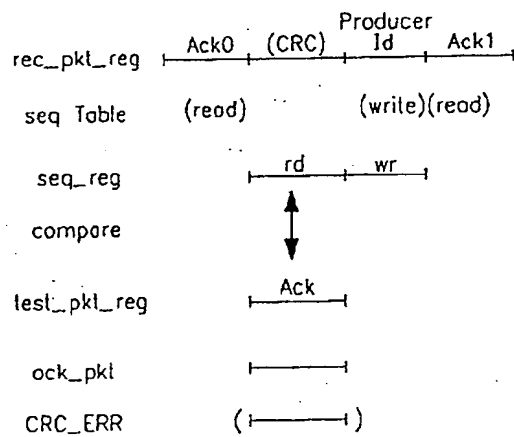 Producer
rec_pkt_reg Ack0 (CRC) Id Ack1
seq Table (read) (write)(read)
seq_reg rd wr
compare
test_pkt_reg Ack
ack_pkt
CRC_ERR ( )